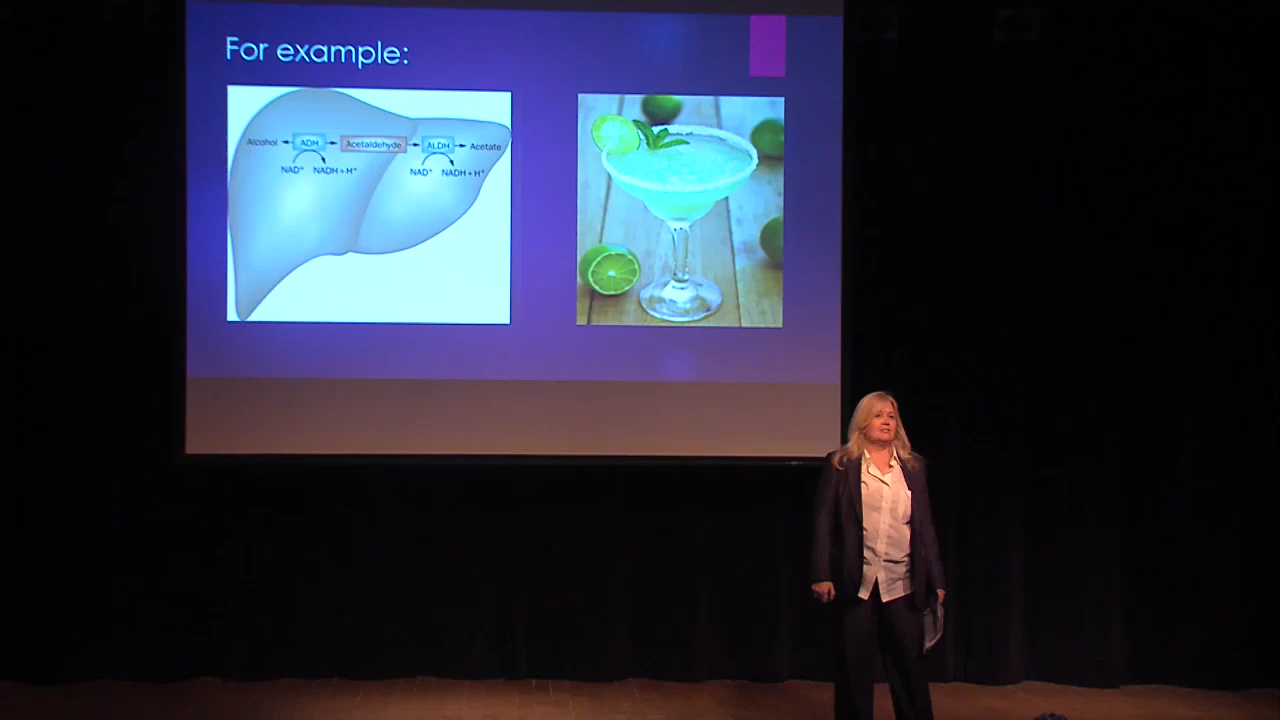 For example:
Alcohol ADH Acetaldehyde ALDH Acetate
NAD⁺ NADH + H⁺ NAD⁺ NADH + H⁺